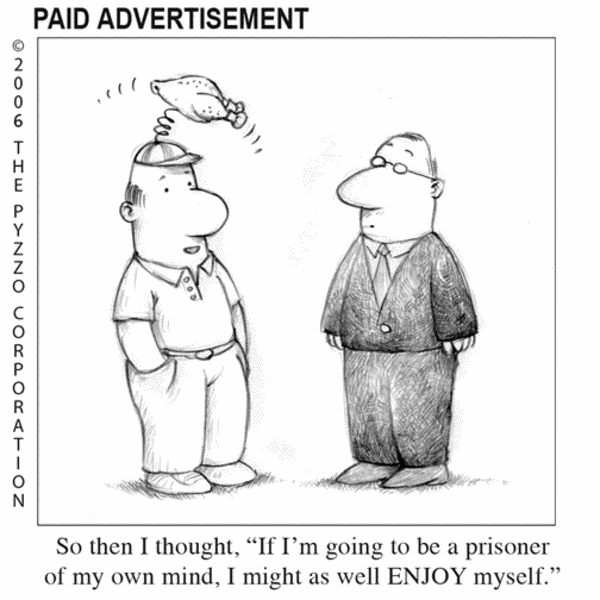 PAID ADVERTISEMENT
© 2006 THE PYZZO CORPORATION
So then I thought, “If I’m going to be a prisoner
of my own mind, I might as well ENJOY myself.”